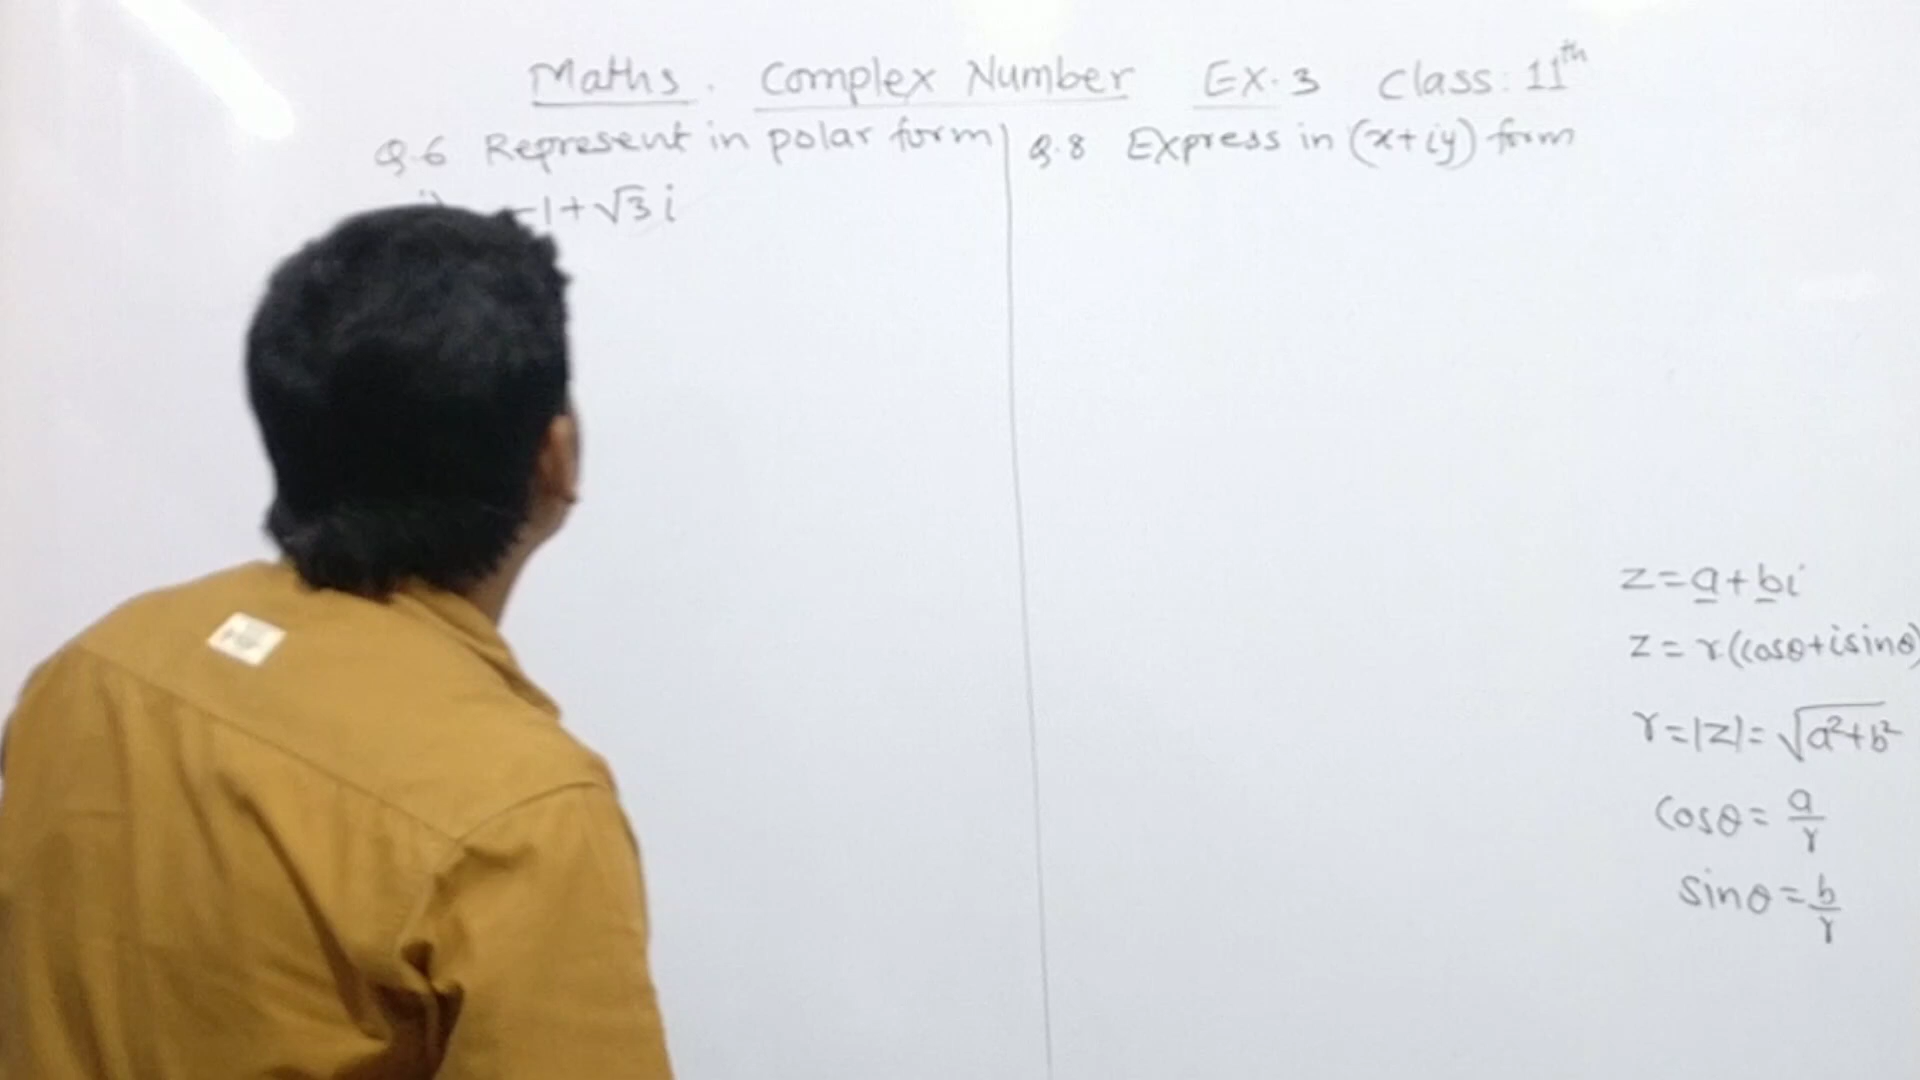 Maths. Complex Number Ex.3 Class: 11th
Q.6 Represent in polar form
-1+√3i
Q.8 Express in (x+iy) form
z=a+bi
z=r(cosθ+isinθ)
r=|z|=√a²+b²
cosθ=a/r
sinθ=b/r